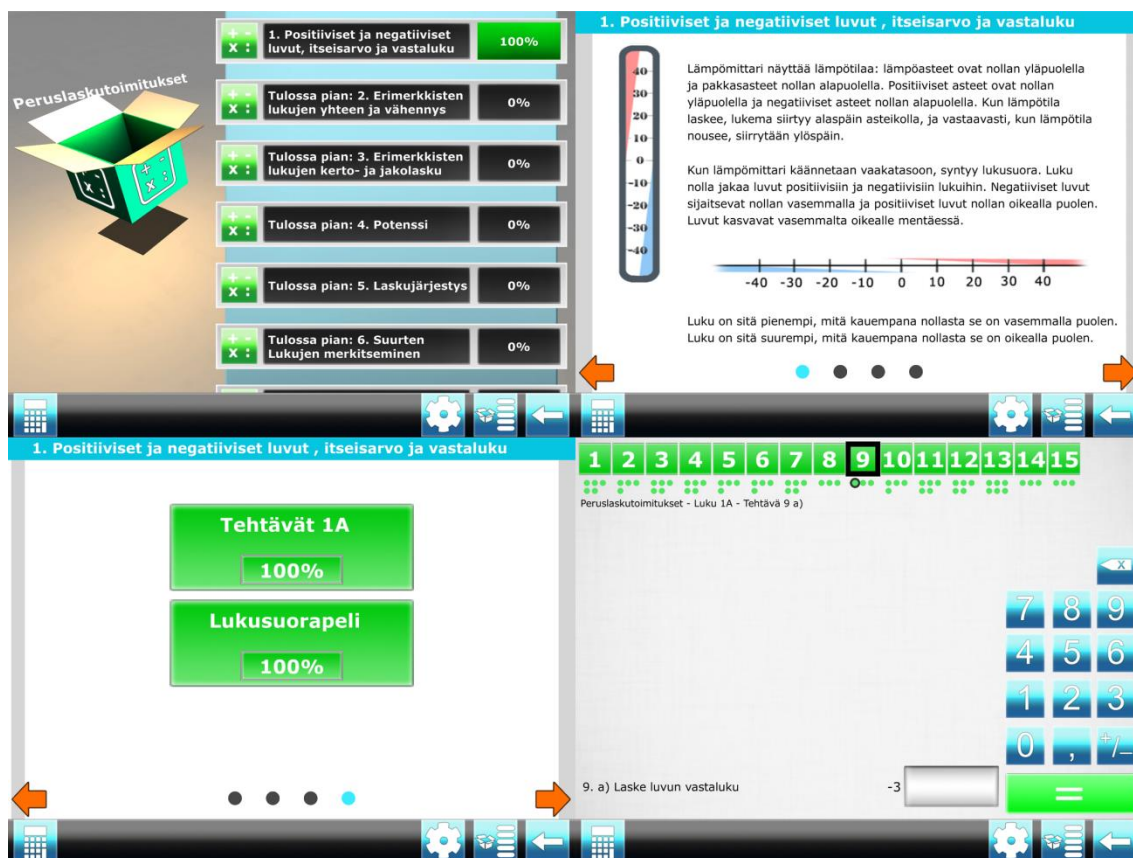 Peruslaskutoimitukset
1. Positiiviset ja negatiiviset
luvut, itseisarvo ja vastaluku
100%
Tulossa pian: 2. Erimerkkisten
lukujen yhteen ja vähennys
0%
Tulossa pian: 3. Erimerkkisten
lukujen kerto- ja jakolasku
0%
Tulossa pian: 4. Potenssi
0%
Tulossa pian: 5. Laskujärjestys
0%
Tulossa pian: 6. Suurten
Lukujen merkitseminen
0%
1. Positiiviset ja negatiiviset luvut , itseisarvo ja vastaluku
40
30
20
10
0
-10
-20
-30
-40
Lämpömittari näyttää lämpötilaa: lämpöasteet ovat nollan yläpuolella
ja pakkasasteet nollan alapuolella. Positiiviset asteet ovat nollan
yläpuolella ja negatiiviset asteet nollan alapuolella. Kun lämpötila
laskee, lukema siirtyy alaspäin asteikolla, ja vastaavasti, kun lämpötila
nousee, siirrytään ylöspäin.
Kun lämpömittari käännetaan vaakatasoon, syntyy lukusuora. Luku
nolla jakaa luvut positiivisiin ja negatiivisiin lukuihin. Negatiiviset luvut
sijaitsevat nollan vasemmalla ja positiiviset luvut nollan oikealla puolen.
Luvut kasvavat vasemmalta oikealle mentäessä.
-40 -30 -20 -10 0 10 20 30 40
Luku on sitä pienempi, mitä kauempana nollasta se on vasemmalla puolen.
Luku on sitä suurempi, mitä kauempana nollasta se on oikealla puolen.
1. Positiiviset ja negatiiviset luvut , itseisarvo ja vastaluku
Tehtävät 1A
100%
Lukusuorapeli
100%
1 2 3 4 5 6 7 8 9 10 11 12 13 14 15
Peruslaskutoimitukset - Luku 1A - Tehtävä 9 a)
X
7 8 9
4 5 6
1 2 3
0 , +/-
9. a) Laske luvun vastaluku -3
=